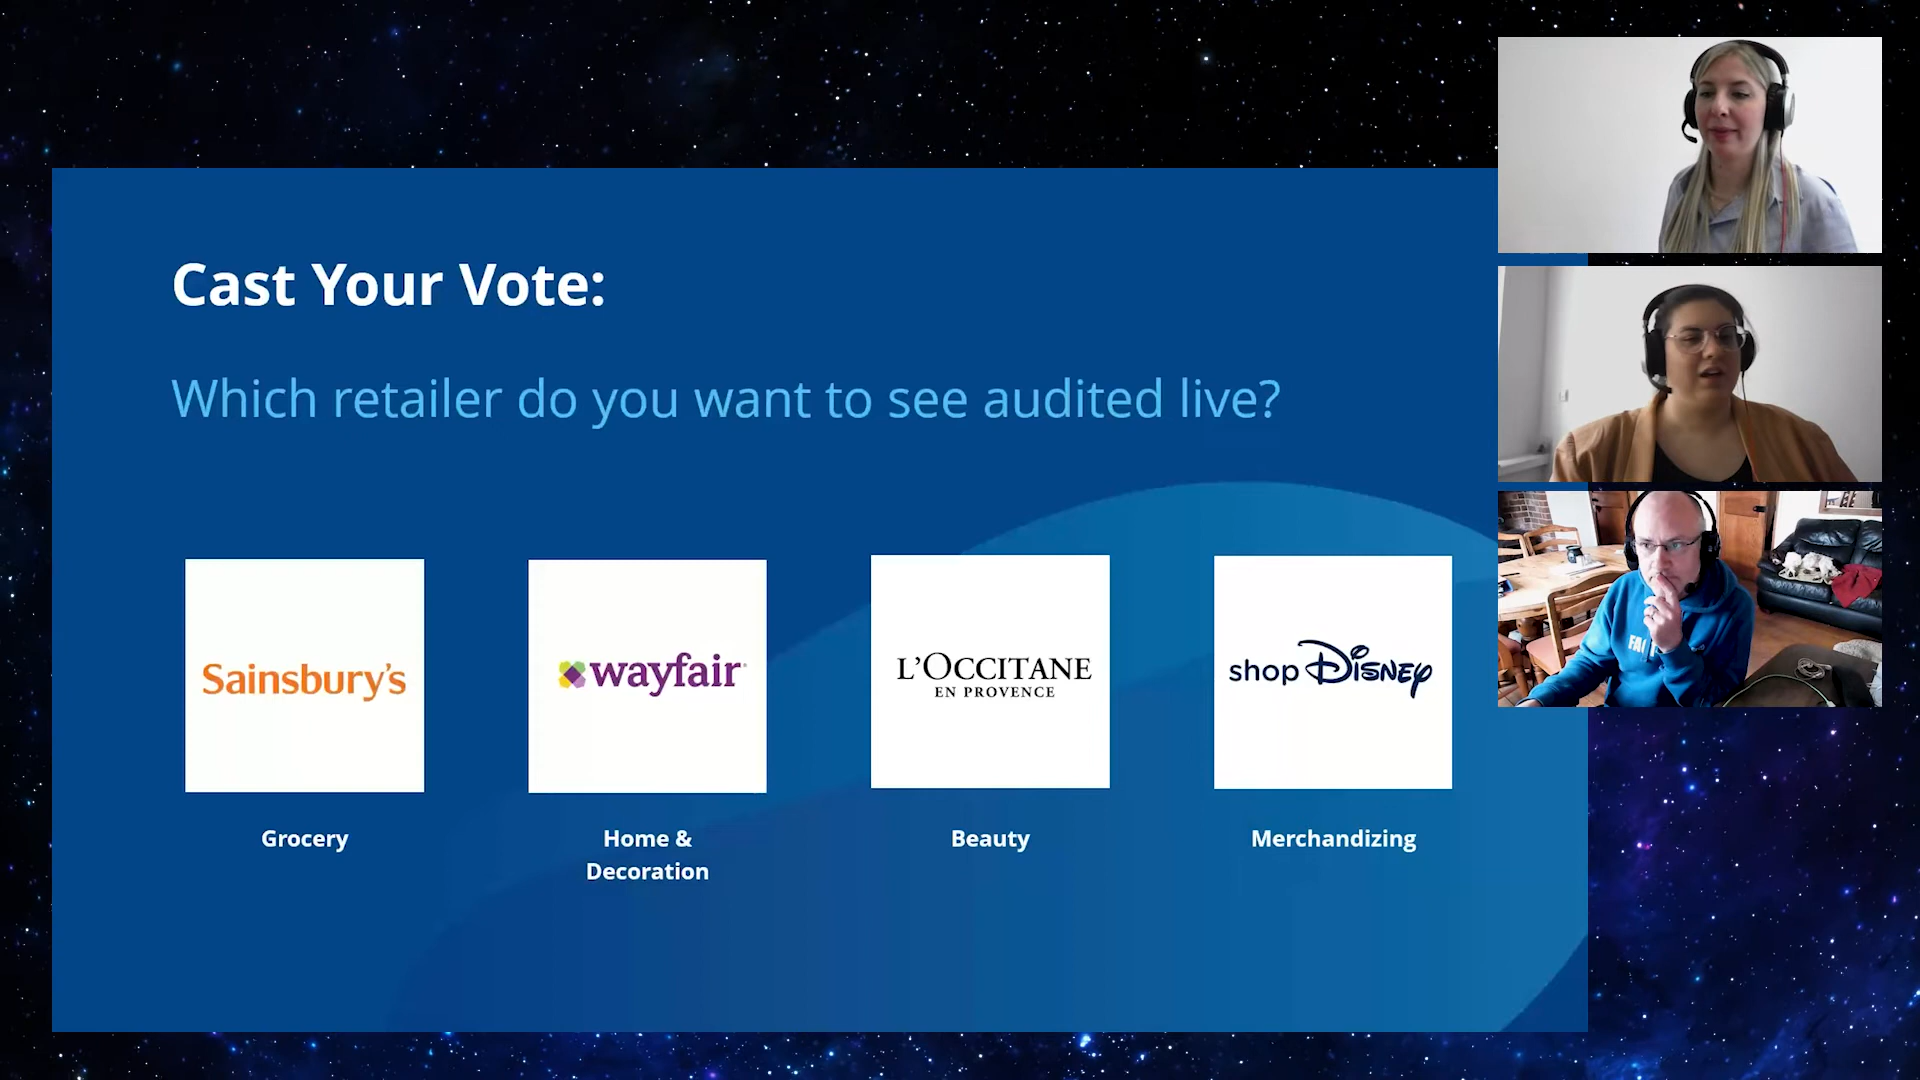 Cast Your Vote:
Which retailer do you want to see audited live?
Sainsbury's
wayfair
L'OCCITANE
EN PROVENCE
shop Disney
Grocery
Home &
Decoration
Beauty
Merchandizing